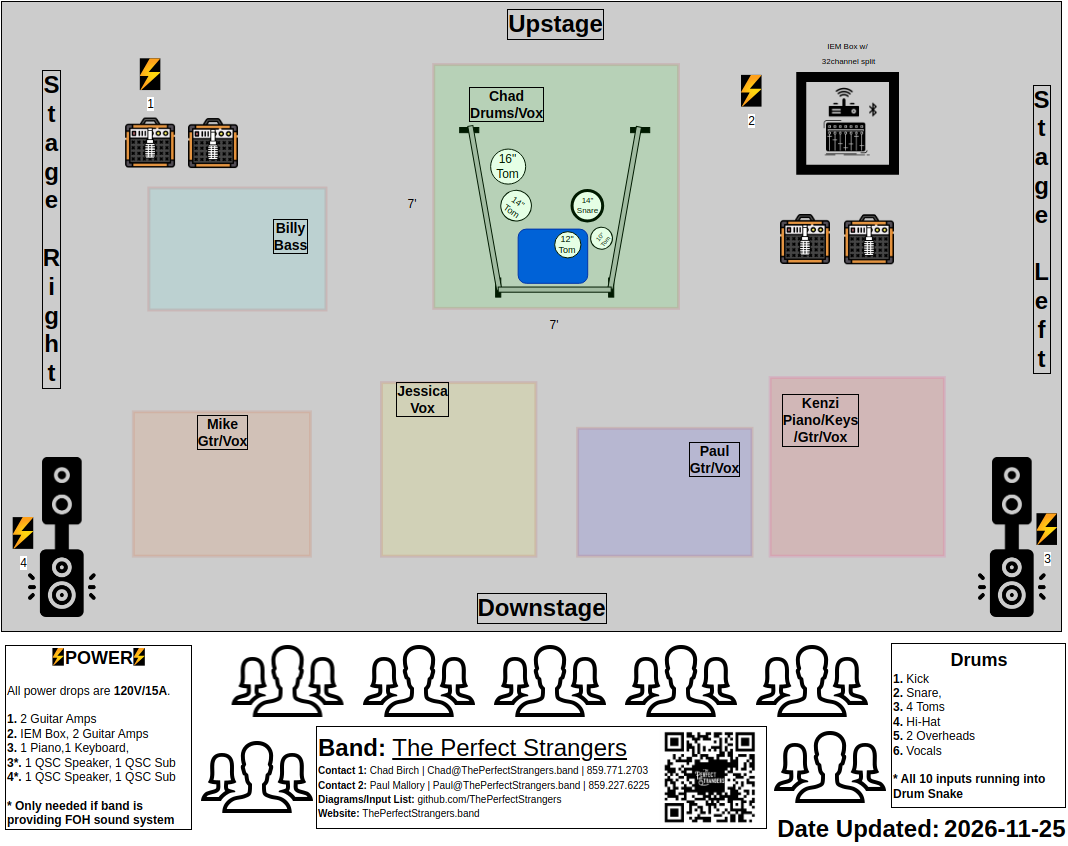 Upstage
IEM Box w/
32channel split
Stage Right
Stage Left
1
2
Chad
Drums/Vox
16"
Tom
14"
Tom
14"
Snare
12"
Tom
10"
Tom
7'
7'
Billy
Bass
Mike
Gtr/Vox
Jessica
Vox
Paul
Gtr/Vox
Kenzi
Piano/Keys
/Gtr/Vox
4
3
Downstage
POWER
All power drops are 120V/15A.
1. 2 Guitar Amps
2. IEM Box, 2 Guitar Amps
3. 1 Piano,1 Keyboard,
3*. 1 QSC Speaker, 1 QSC Sub
4*. 1 QSC Speaker, 1 QSC Sub
* Only needed if band is
providing FOH sound system
Band: The Perfect Strangers
Contact 1: Chad Birch | Chad@ThePerfectStrangers.band | 859.771.2703
Contact 2: Paul Mallory | Paul@ThePerfectStrangers.band | 859.227.6225
Diagrams/Input List: github.com/ThePerfectStrangers
Website: ThePerfectStrangers.band
THE
PERFECT
STRANGERS
Drums
1. Kick
2. Snare,
3. 4 Toms
4. Hi-Hat
5. 2 Overheads
6. Vocals
* All 10 inputs running into
Drum Snake
Date Updated: 2026-11-25